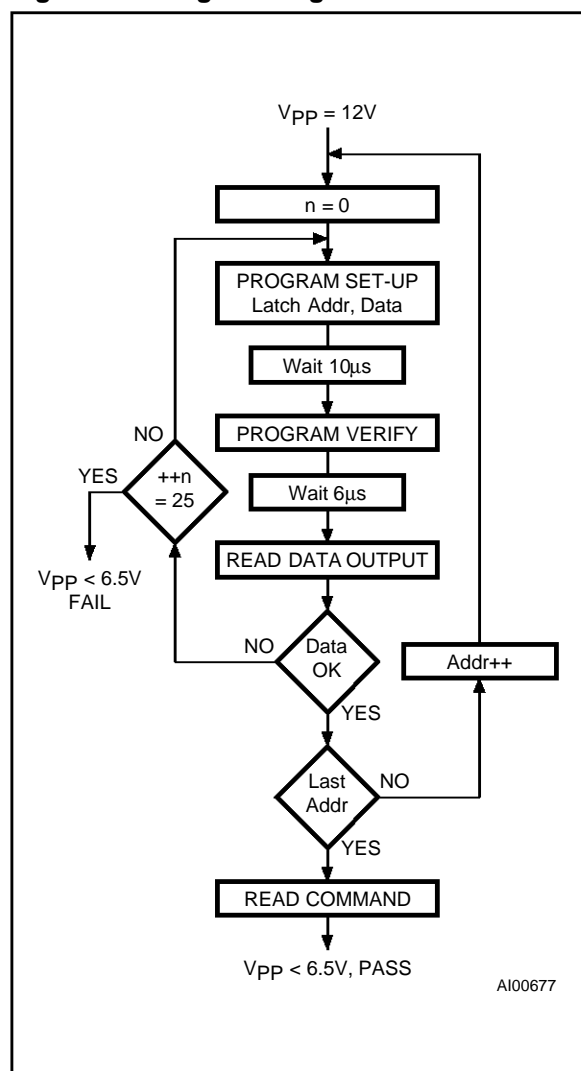 VPP = 12V
n = 0
PROGRAM SET-UP
Latch Addr, Data
Wait 10μs
NO
PROGRAM VERIFY
YES
++n
= 25
Wait 6μs
READ DATA OUTPUT
VPP < 6.5V
FAIL
NO
Data
OK
YES
Addr++
Last
Addr
NO
YES
READ COMMAND
VPP < 6.5V, PASS
AI00677